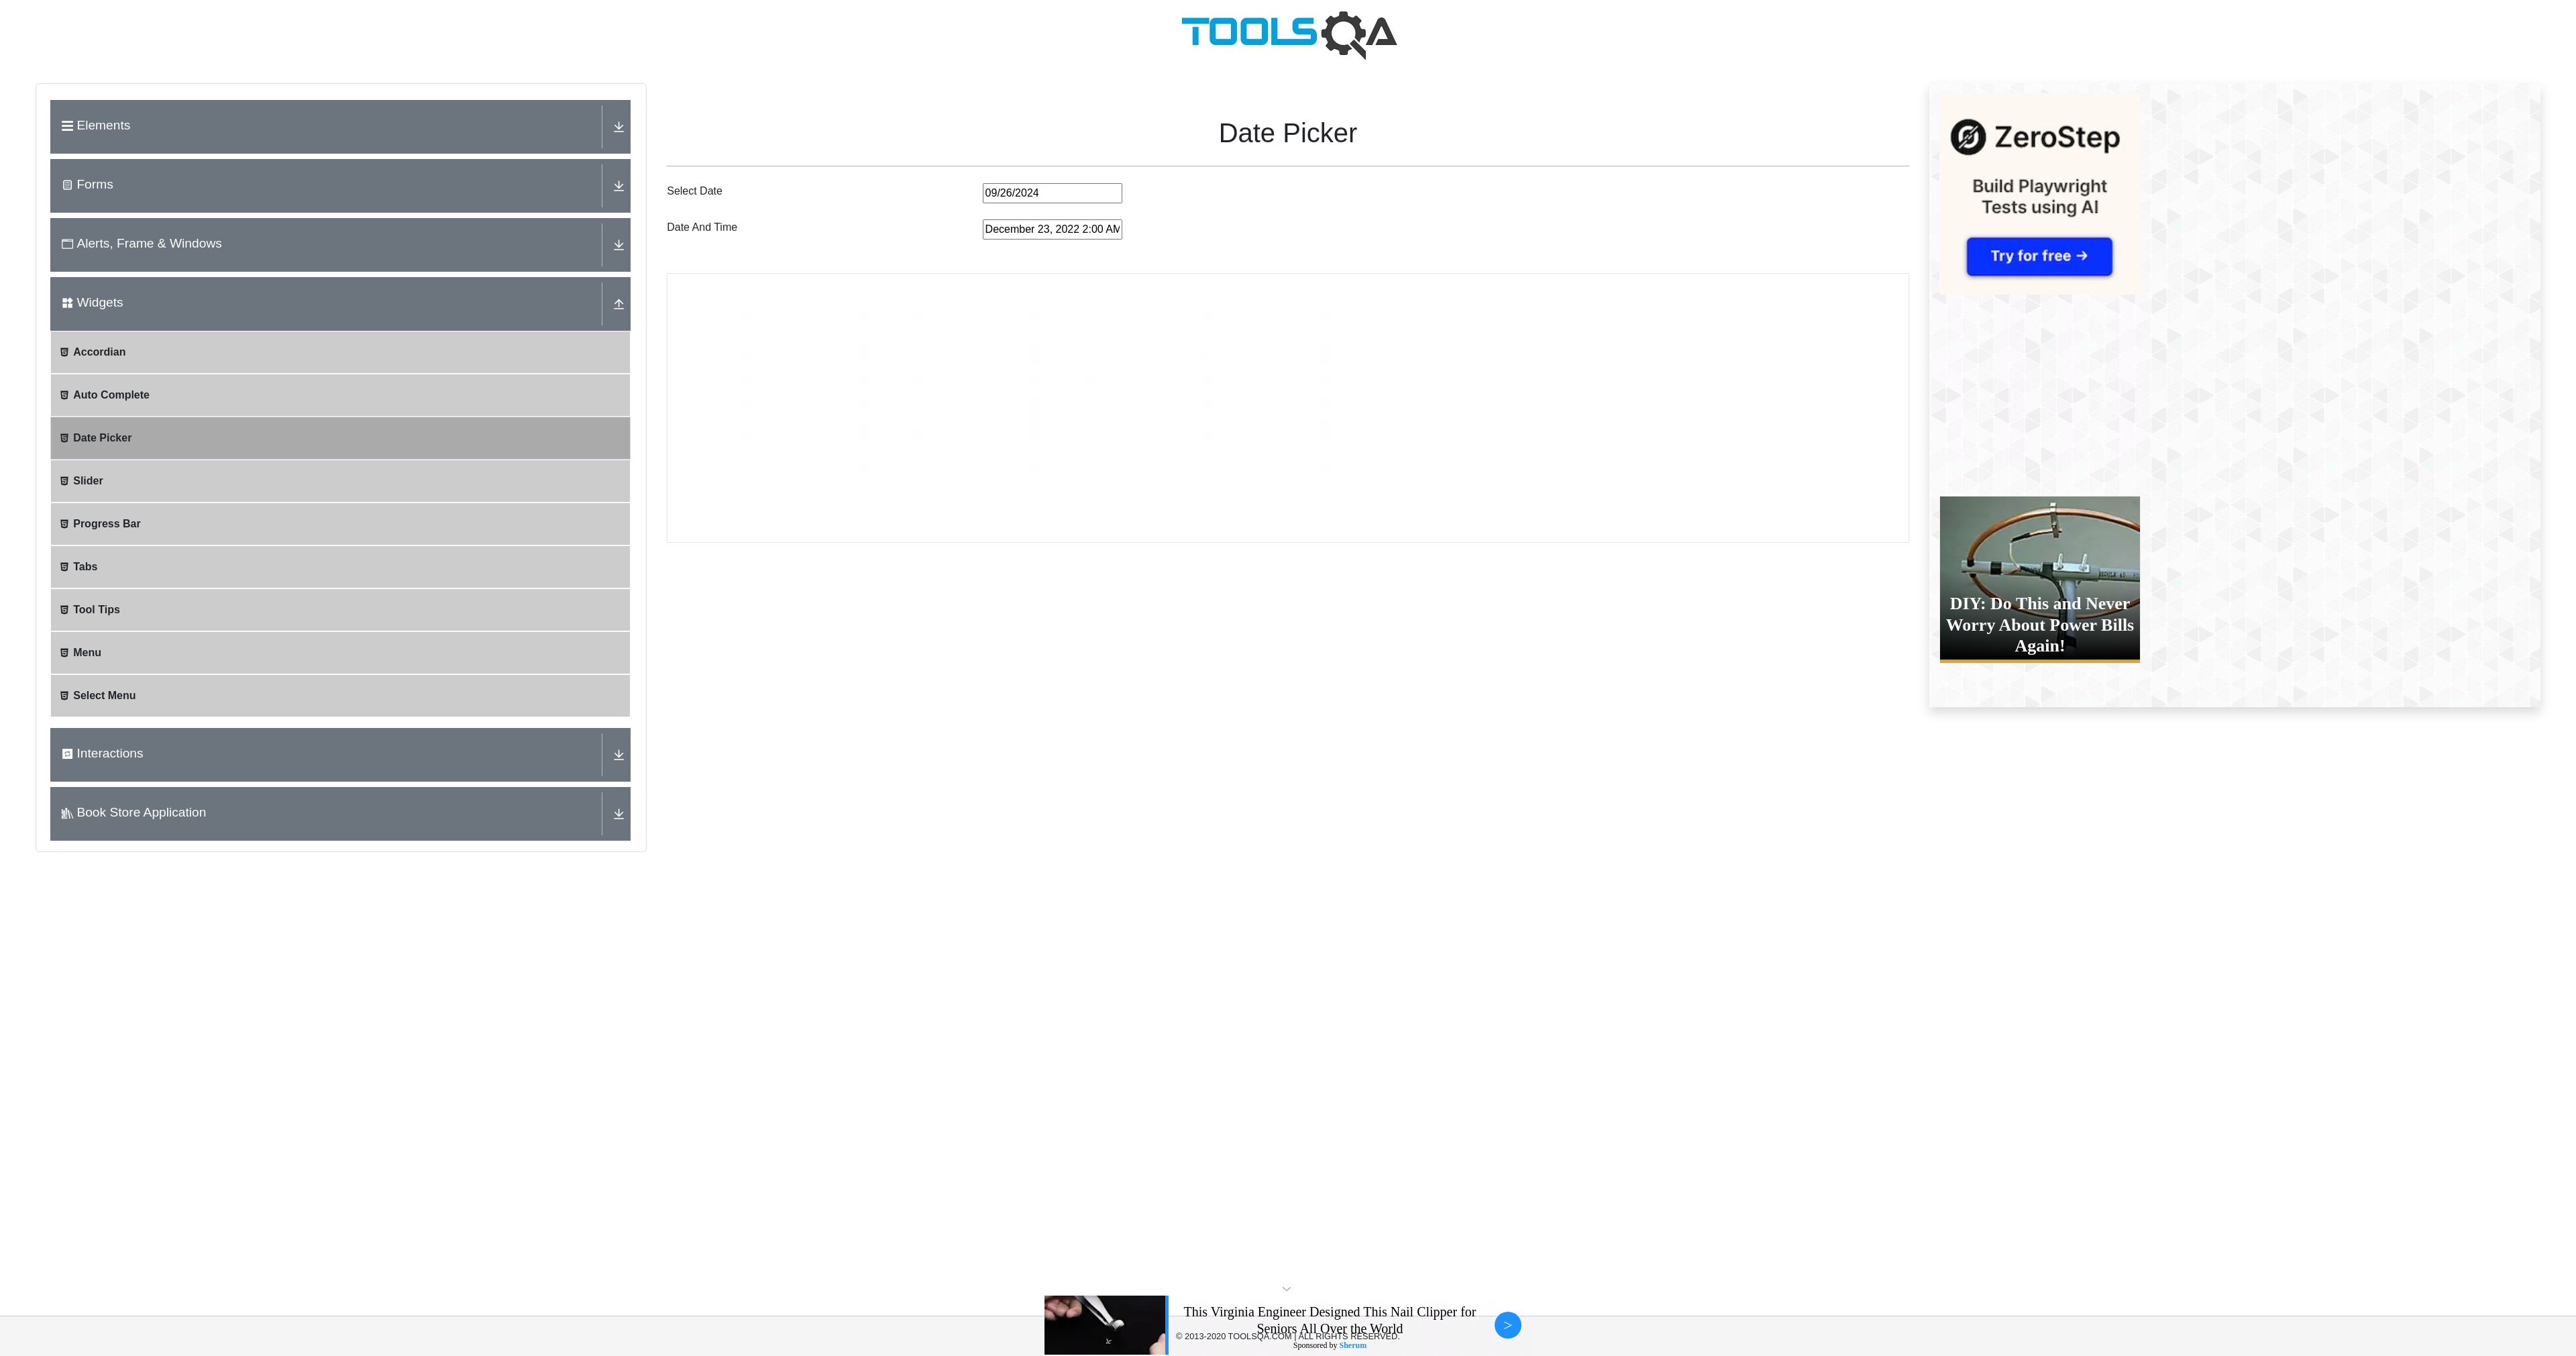 TOOLSQA
Elements
Forms
Alerts, Frame & Windows
Widgets
Accordian
Auto Complete
Date Picker
Slider
Progress Bar
Tabs
Tool Tips
Menu
Select Menu
Interactions
Book Store Application
Date Picker
Select Date
09/26/2024
Date And Time
December 23, 2022 2:00 AM
ZeroStep
Build Playwright
Tests using AI
Try for free →
DIY: Do This and Never
Worry About Power Bills
Again!
This Virginia Engineer Designed This Nail Clipper for
Seniors All Over the World
© 2013-2020 TOOLSQA.COM | ALL RIGHTS RESERVED.
Sponsored by Sherum
>